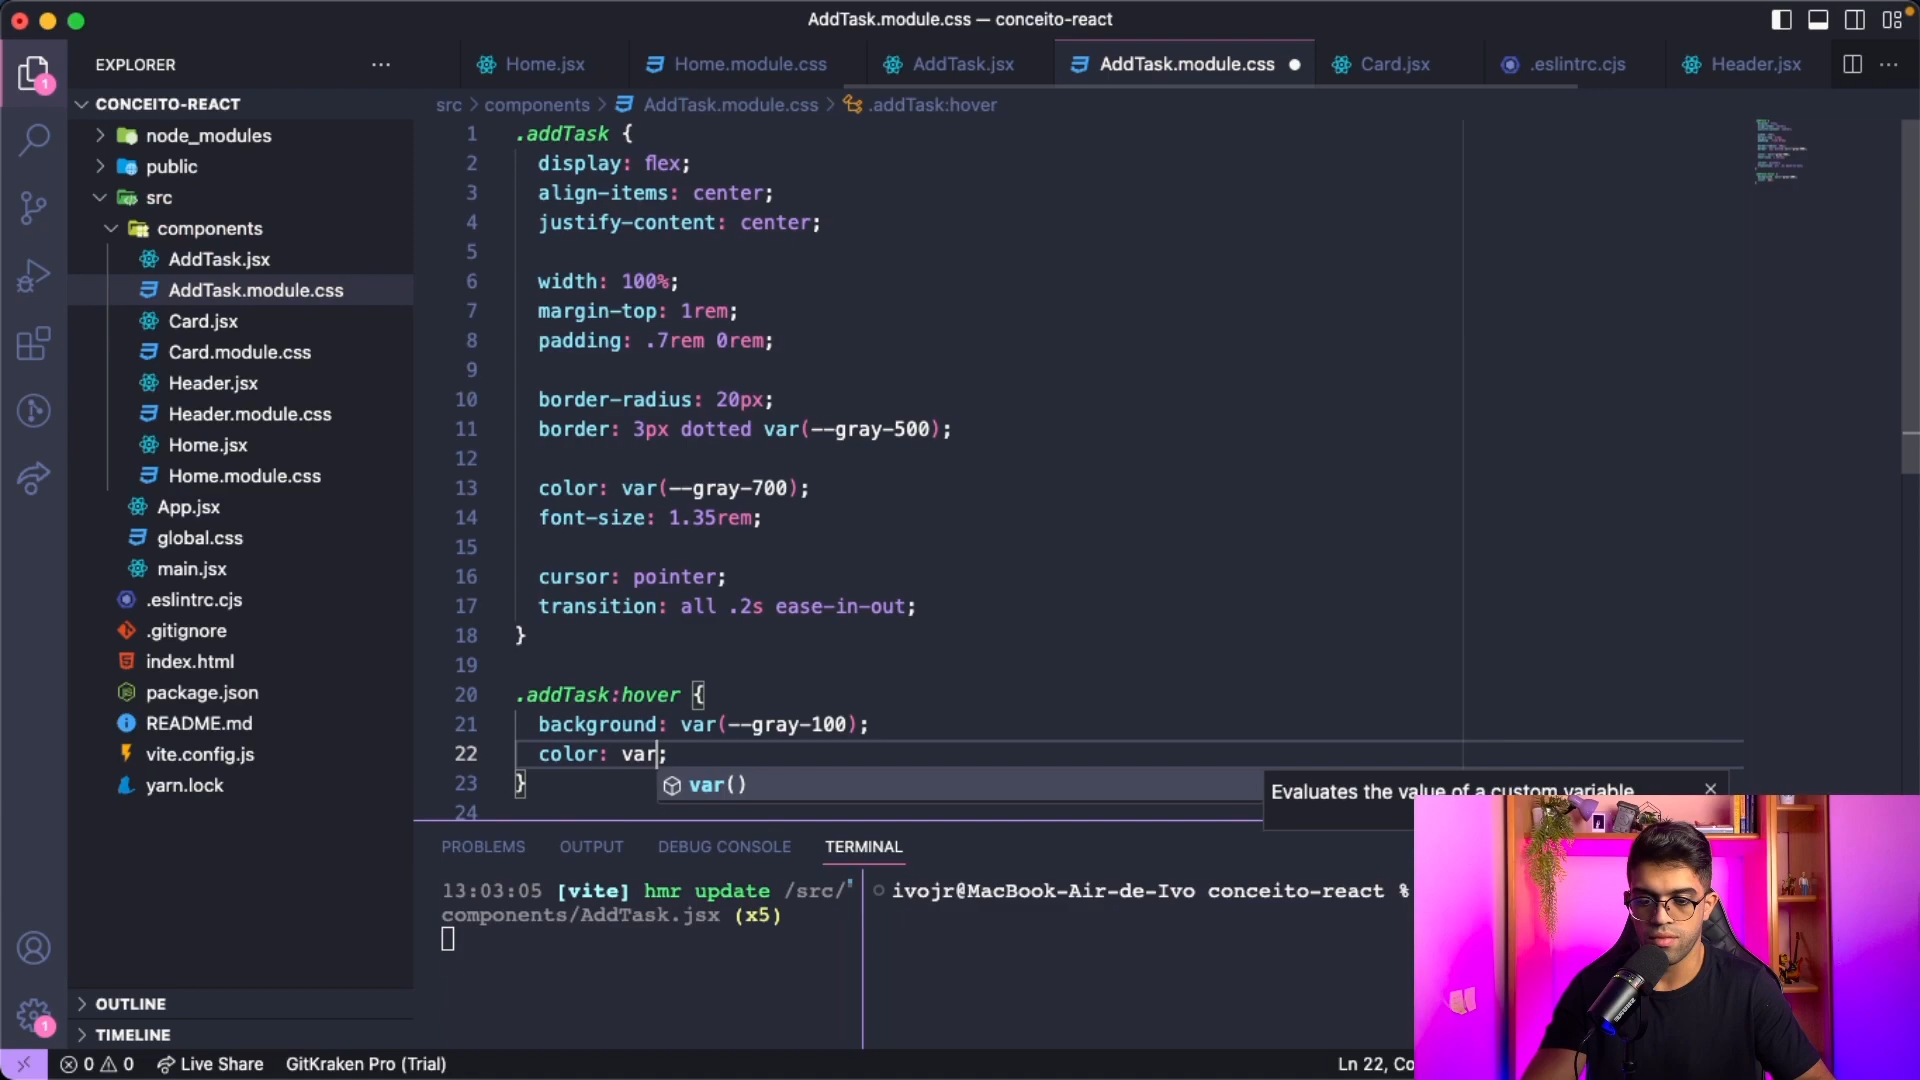 AddTask.module.css — conceito-react
EXPLORER
Home.jsx
Home.module.css
AddTask.jsx
AddTask.module.css
Card.jsx
.eslintrc.cjs
Header.jsx
1
CONCEITO-REACT
node_modules
public
src
components
AddTask.jsx
AddTask.module.css
Card.jsx
Card.module.css
Header.jsx
Header.module.css
Home.jsx
Home.module.css
App.jsx
global.css
main.jsx
.eslintrc.cjs
.gitignore
index.html
package.json
README.md
vite.config.js
yarn.lock
OUTLINE
TIMELINE
1
src > components > AddTask.module.css > .addTask:hover
1 .addTask {
2 display: flex;
3 align-items: center;
4 justify-content: center;
5
6 width: 100%;
7 margin-top: 1rem;
8 padding: .7rem 0rem;
9
10 border-radius: 20px;
11 border: 3px dotted var(--gray-500);
12
13 color: var(--gray-700);
14 font-size: 1.35rem;
15
16 cursor: pointer;
17 transition: all .2s ease-in-out;
18 }
19
20 .addTask:hover {
21 background: var(--gray-100);
22 color: var;
23 }
24
var()
Evaluates the value of a custom variable.
PROBLEMS OUTPUT DEBUG CONSOLE TERMINAL
13:03:05 [vite] hmr update /src/
components/AddTask.jsx (x5)
ivojr@MacBook-Air-de-Ivo conceito-react %
0 0 Live Share GitKraken Pro (Trial)
Ln 22, Co